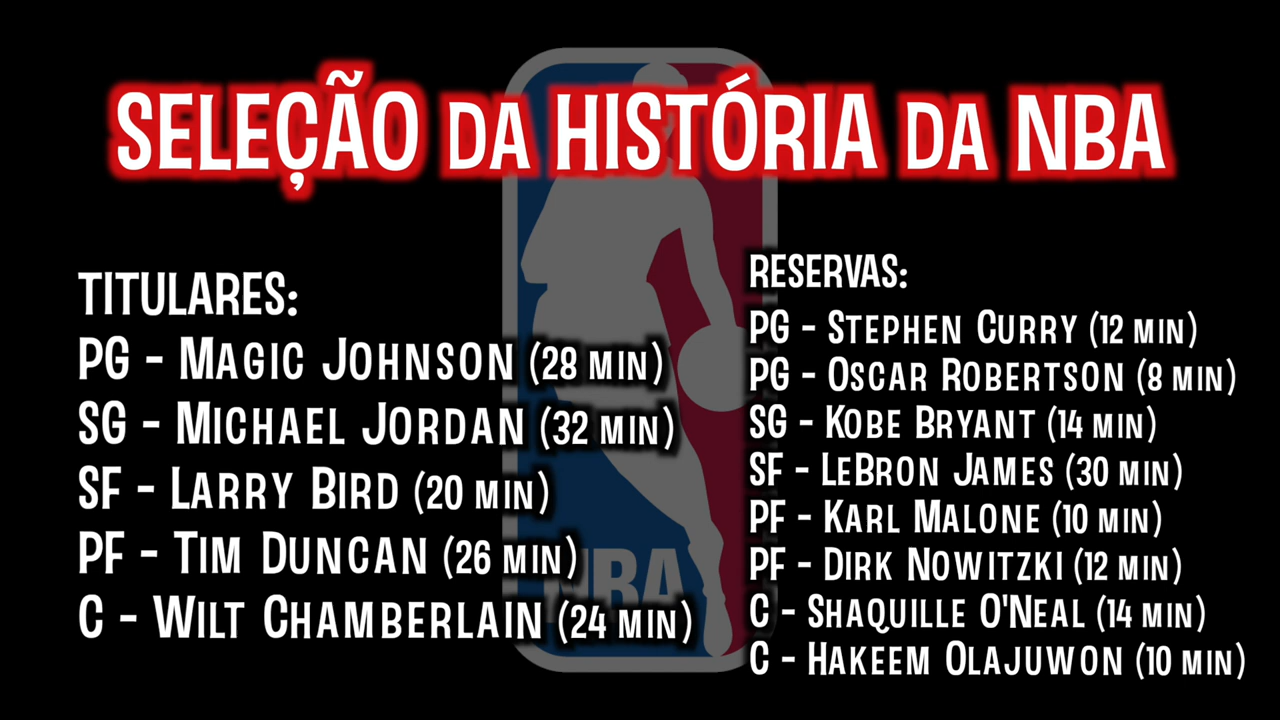 SELEÇÃO DA HISTÓRIA DA NBA
TITULARES:
PG - MAGIC JOHNSON (28 MIN)
SG - MICHAEL JORDAN (32 MIN)
SF - LARRY BIRD (20 MIN)
PF - TIM DUNCAN (26 MIN)
C - WILT CHAMBERLAIN (24 MIN)
RESERVAS:
PG - STEPHEN CURRY (12 MIN)
PG - OSCAR ROBERTSON (8 MIN)
SG - KOBE BRYANT (14 MIN)
SF - LEBRON JAMES (30 MIN)
PF - KARL MALONE (10 MIN)
PF - DIRK NOWITZKI (12 MIN)
C - SHAQUILLE O'NEAL (14 MIN)
C - HAKEEM OLAJUWON (10 MIN)
NBA